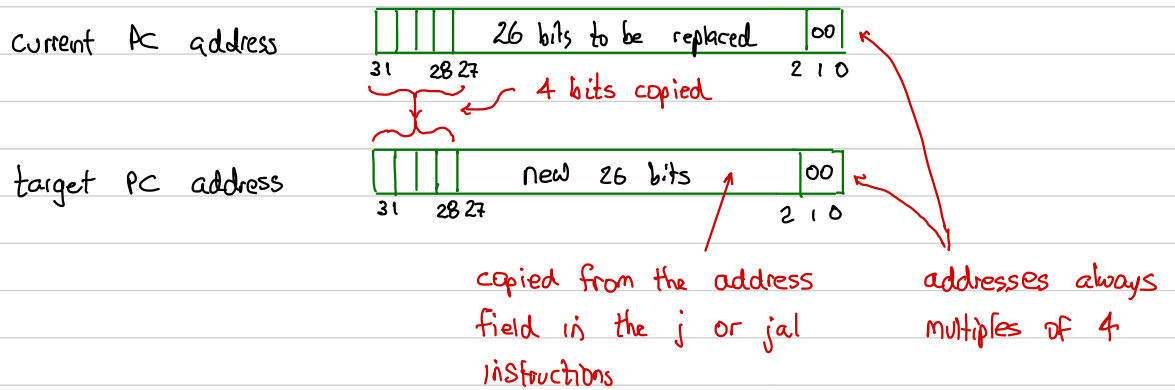 current PC address
26 bits to be replaced
00
31 28 27 2 1 0
4 bits copied
target PC address
new 26 bits
00
31 28 27 2 1 0
copied from the address
field in the j or jal
instructions
addresses always
multiples of 4